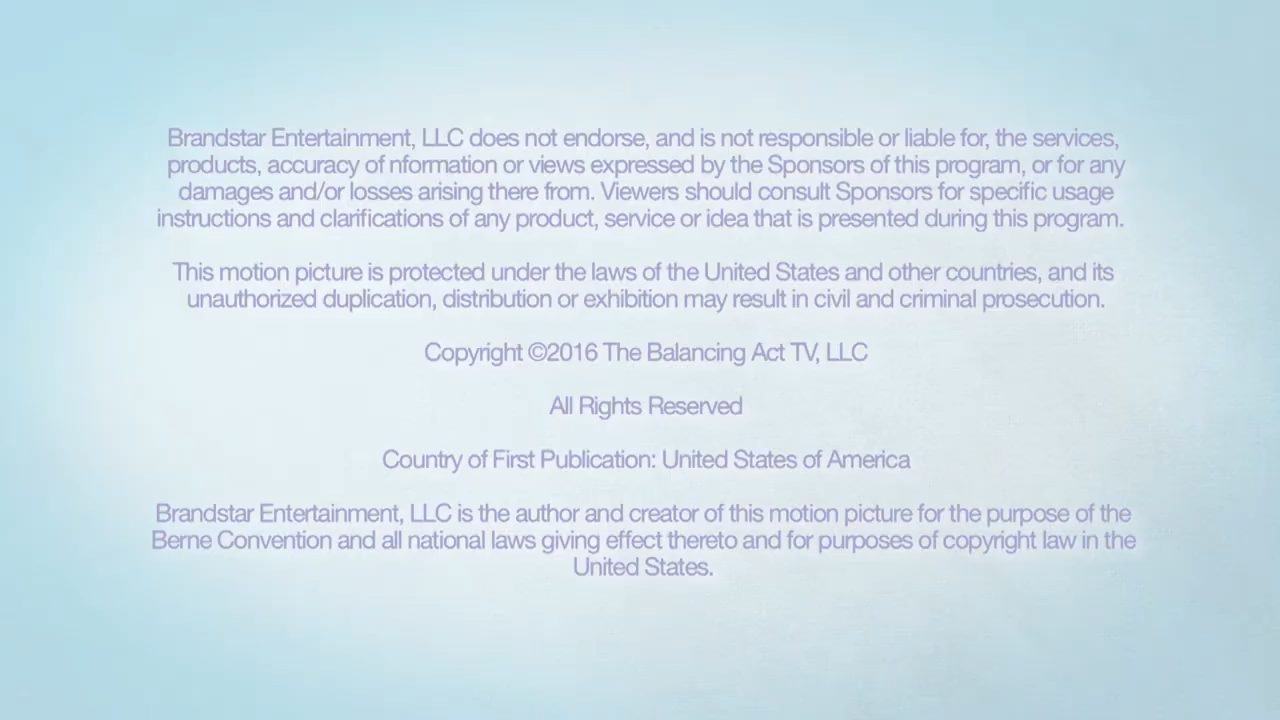 Brandstar Entertainment, LLC does not endorse, and is not responsible or liable for, the services,
products, accuracy of nformation or views expressed by the Sponsors of this program, or for any
damages and/or losses arising there from. Viewers should consult Sponsors for specific usage
instructions and clarifications of any product, service or idea that is presented during this program.
This motion picture is protected under the laws of the United States and other countries, and its
unauthorized duplication, distribution or exhibition may result in civil and criminal prosecution.
Copyright ©2016 The Balancing Act TV, LLC
All Rights Reserved
Country of First Publication: United States of America
Brandstar Entertainment, LLC is the author and creator of this motion picture for the purpose of the
Berne Convention and all national laws giving effect thereto and for purposes of copyright law in the
United States.